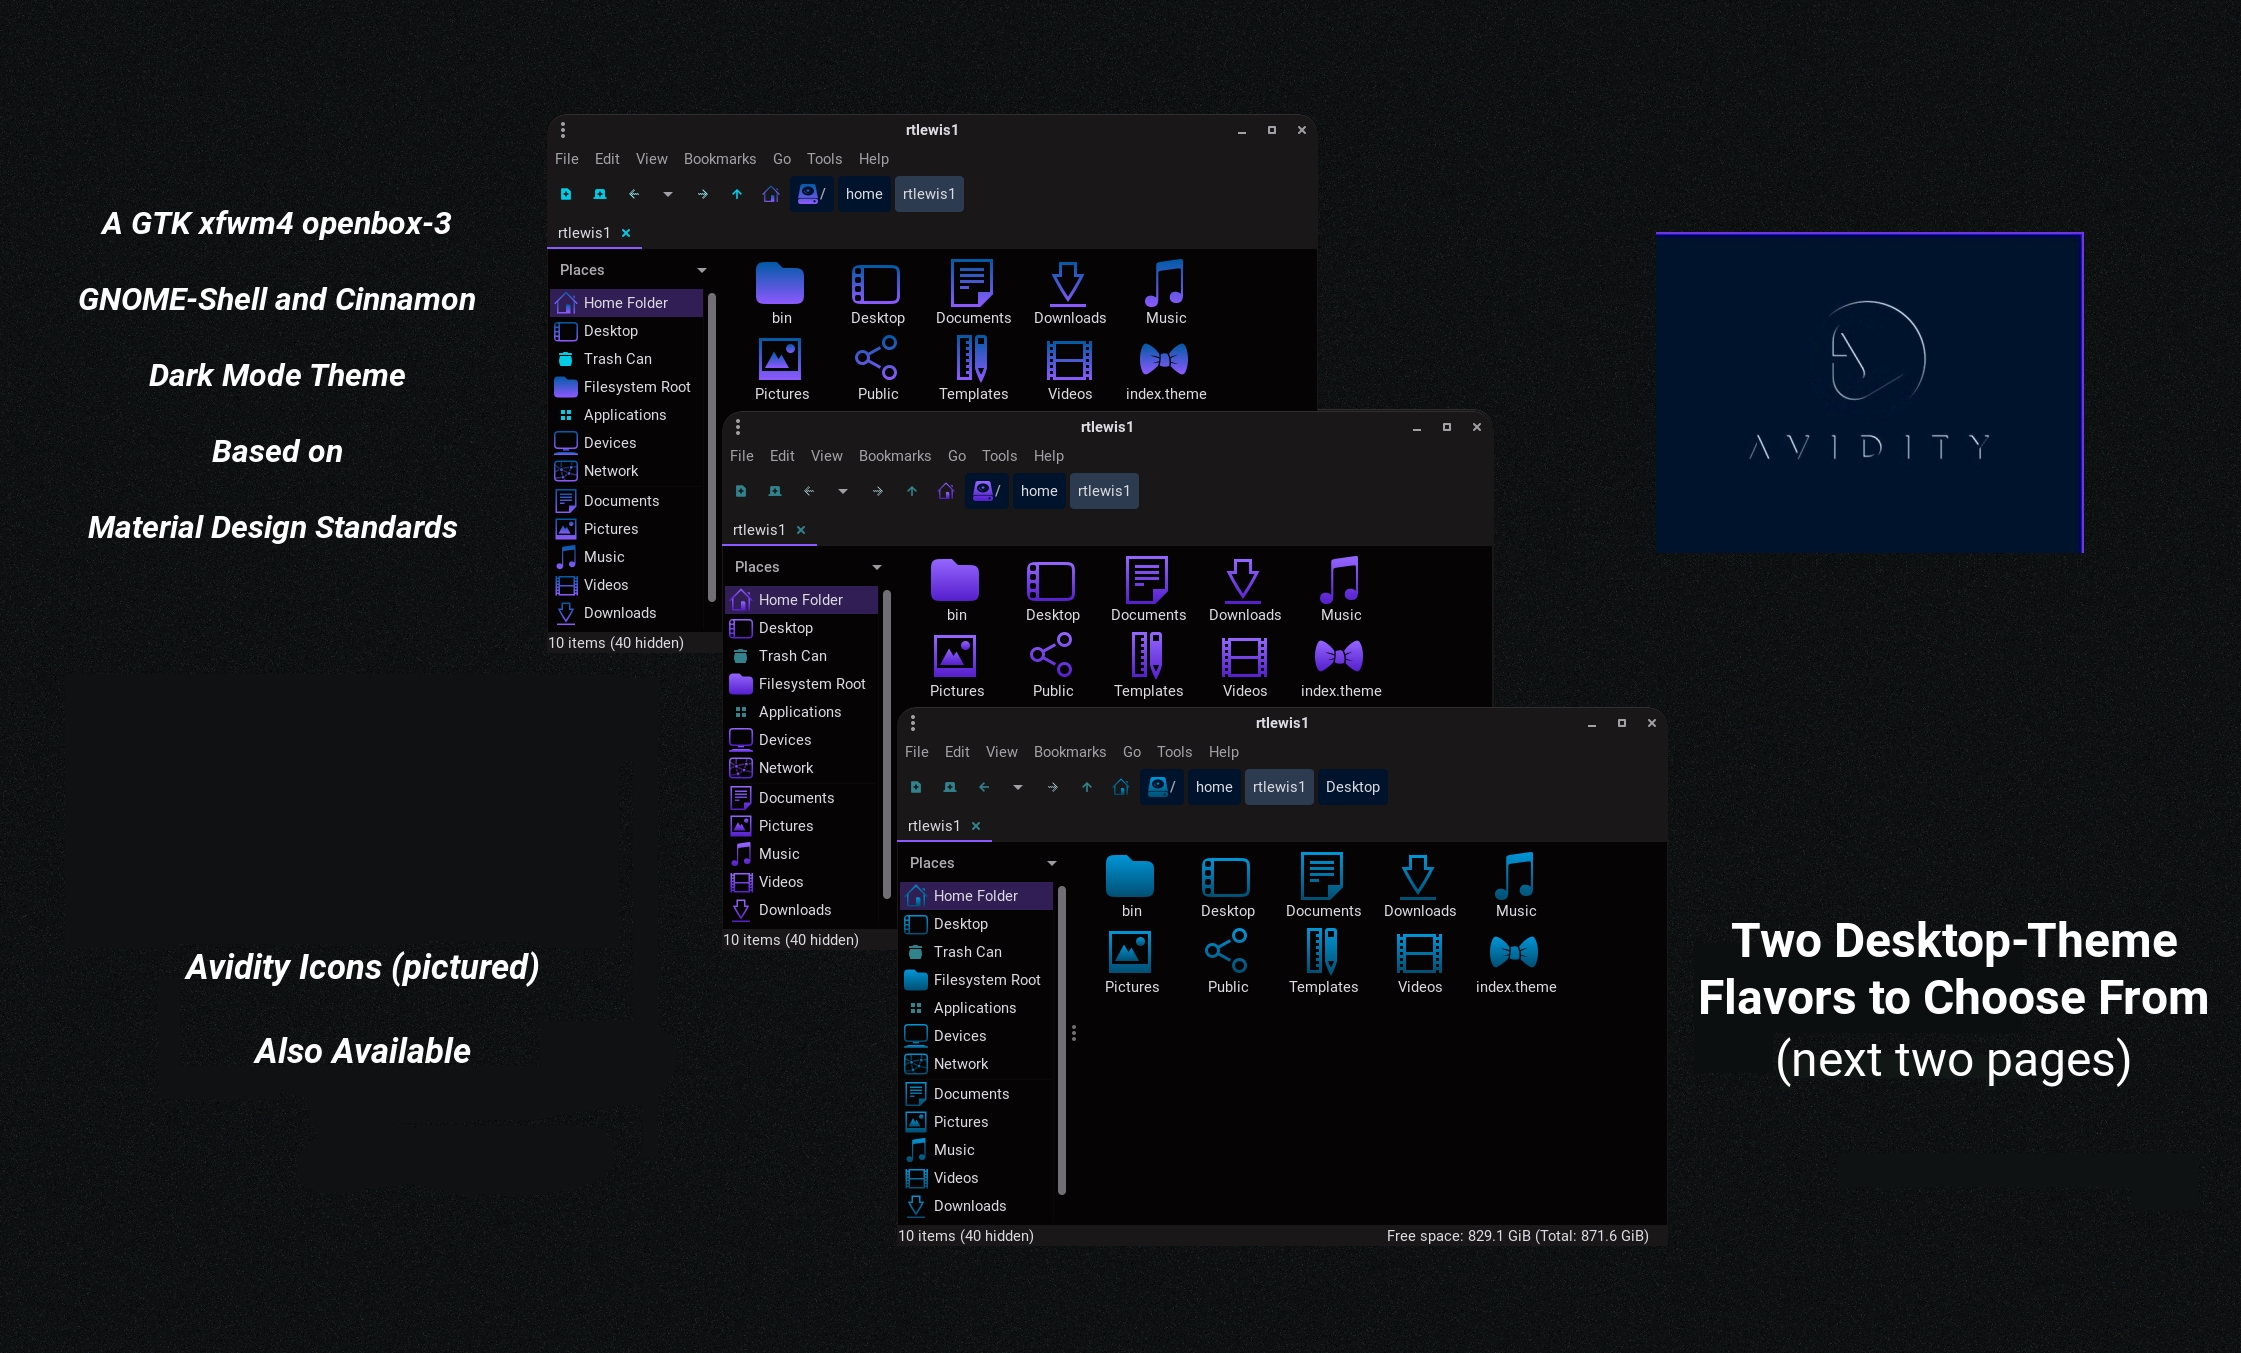 A GTK xfwm4 openbox-3
GNOME-Shell and Cinnamon
Dark Mode Theme
Based on
Material Design Standards
Avidity Icons (pictured)
Also Available
rtlewis1
File Edit View Bookmarks Go Tools Help
/ home rtlewis1
rtlewis1
Places
Home Folder
Desktop
Trash Can
Filesystem Root
Applications
Devices
Network
Documents
Pictures
Music
Videos
Downloads
bin Desktop Documents Downloads Music
Pictures Public Templates Videos index.theme
10 items (40 hidden)
rtlewis1
File Edit View Bookmarks Go Tools Help
/ home rtlewis1
rtlewis1
Places
Home Folder
Desktop
Trash Can
Filesystem Root
Applications
Devices
Network
Documents
Pictures
Music
Videos
Downloads
bin Desktop Documents Downloads Music
Pictures Public Templates Videos index.theme
10 items (40 hidden)
rtlewis1
File Edit View Bookmarks Go Tools Help
/ home rtlewis1 Desktop
rtlewis1
Places
Home Folder
Desktop
Trash Can
Filesystem Root
Applications
Devices
Network
Documents
Pictures
Music
Videos
Downloads
bin Desktop Documents Downloads Music
Pictures Public Templates Videos index.theme
10 items (40 hidden) Free space: 829.1 GiB (Total: 871.6 GiB)
AVIDITY
Two Desktop-Theme
Flavors to Choose From
(next two pages)